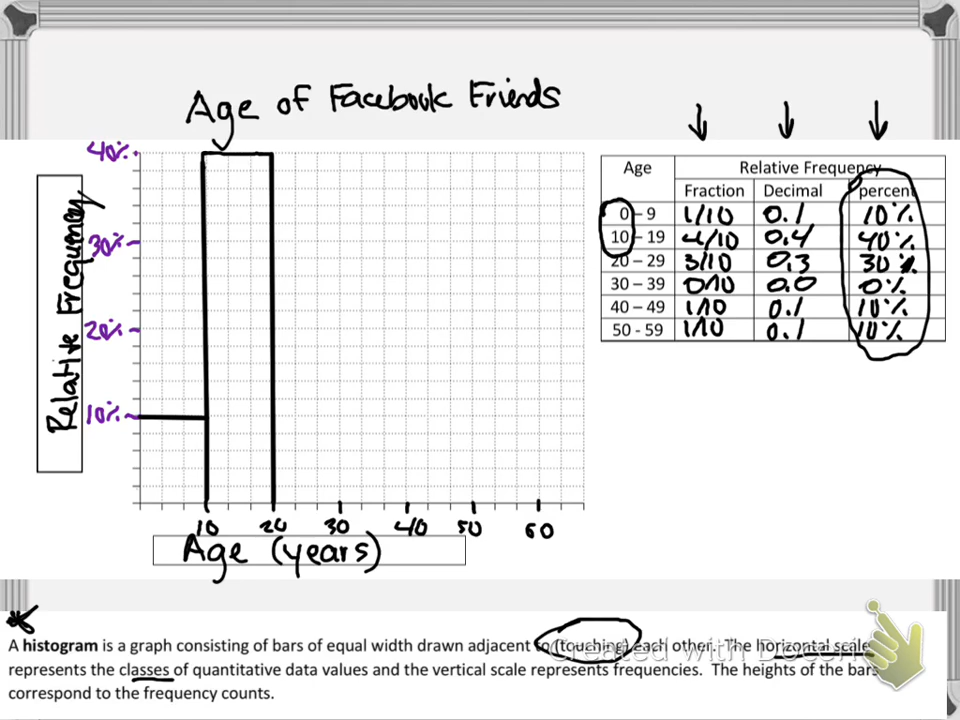 Age of Facebook Friends
40%
30%
20%
10%
Relative Frequency
10 20 30 40 50 60
Age (years)
Age Relative Frequency
Fraction Decimal percent
0 – 9 1/10 0.1 10%
10 – 19 4/10 0.4 40%
20 – 29 3/10 0.3 30%
30 – 39 0/10 0.0 0%
40 – 49 1/10 0.1 10%
50 - 59 1/10 0.1 10%
A histogram is a graph consisting of bars of equal width drawn adjacent to (touching) each other. The horizontal scale
represents the classes of quantitative data values and the vertical scale represents frequencies. The heights of the bars
correspond to the frequency counts.
Created with